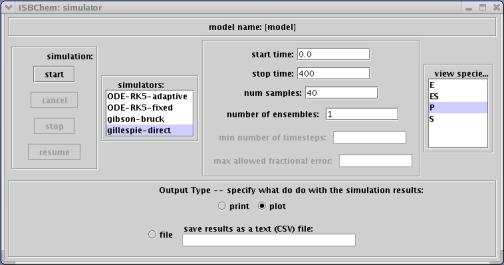 ISBChem: simulator
model name: [model]
simulation:
start
cancel
stop
resume
simulators:
ODE-RK5-adaptive
ODE-RK5-fixed
gibson-bruck
gillespie-direct
start time: 0.0
stop time: 400
num samples: 40
number of ensembles: 1
min number of timesteps:
max allowed fractional error:
view specie...
E
ES
P
S
Output Type -- specify what do do with the simulation results:
print plot
file save results as a text (CSV) file: